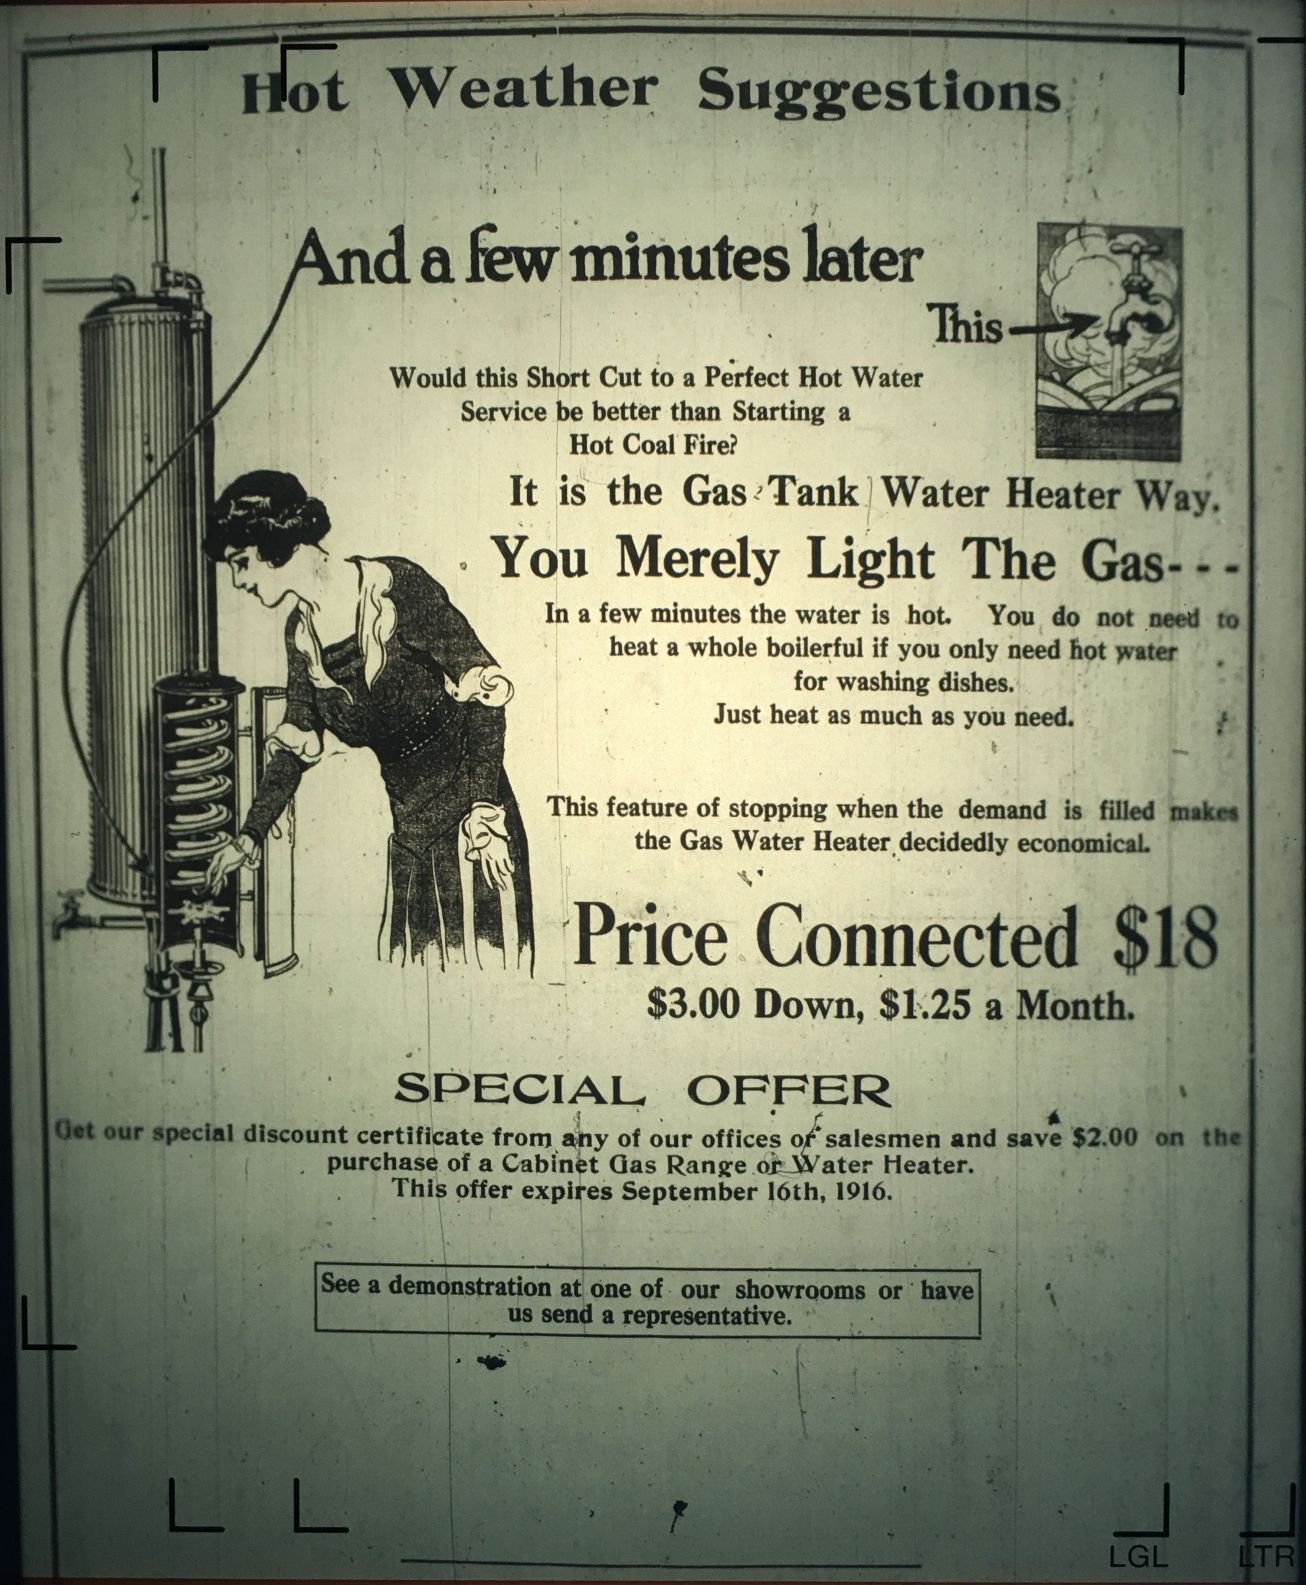 Hot Weather Suggestions
And a few minutes later
This
Would this Short Cut to a Perfect Hot Water
Service be better than Starting a
Hot Coal Fire?
It is the Gas Tank Water Heater Way.
You Merely Light The Gas---
In a few minutes the water is hot. You do not need to
heat a whole boilerful if you only need hot water
for washing dishes.
Just heat as much as you need.
This feature of stopping when the demand is filled makes
the Gas Water Heater decidedly economical.
Price Connected $18
$3.00 Down, $1.25 a Month.
SPECIAL OFFER
Get our special discount certificate from any of our offices or salesmen and save $2.00 on the
purchase of a Cabinet Gas Range or Water Heater.
This offer expires September 16th, 1916.
See a demonstration at one of our showrooms or have
us send a representative.
LGL LTR